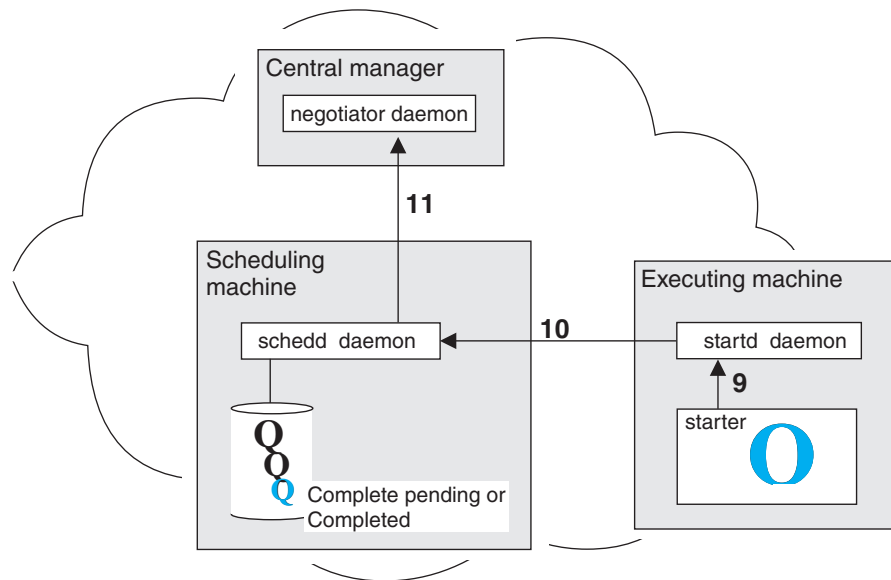 Central manager
negotiator daemon
11
Scheduling
machine
schedd daemon
Q
Q
Q
Complete pending or
Completed
10
Executing machine
startd daemon
9
starter
O